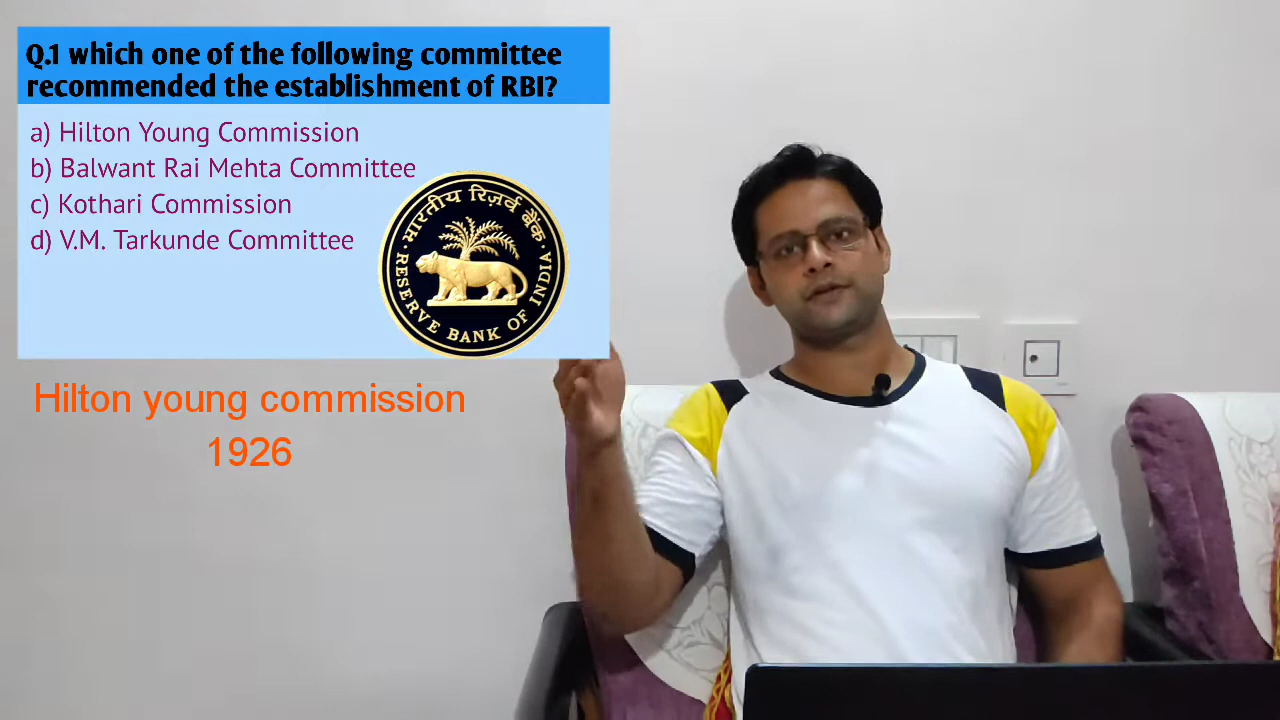 Q.1 which one of the following committee
recommended the establishment of RBI?
a) Hilton Young Commission
b) Balwant Rai Mehta Committee
c) Kothari Commission
d) V.M. Tarkunde Committee
भारतीय रिज़र्व बैंक
RESERVE BANK OF INDIA
Hilton young commission
1926